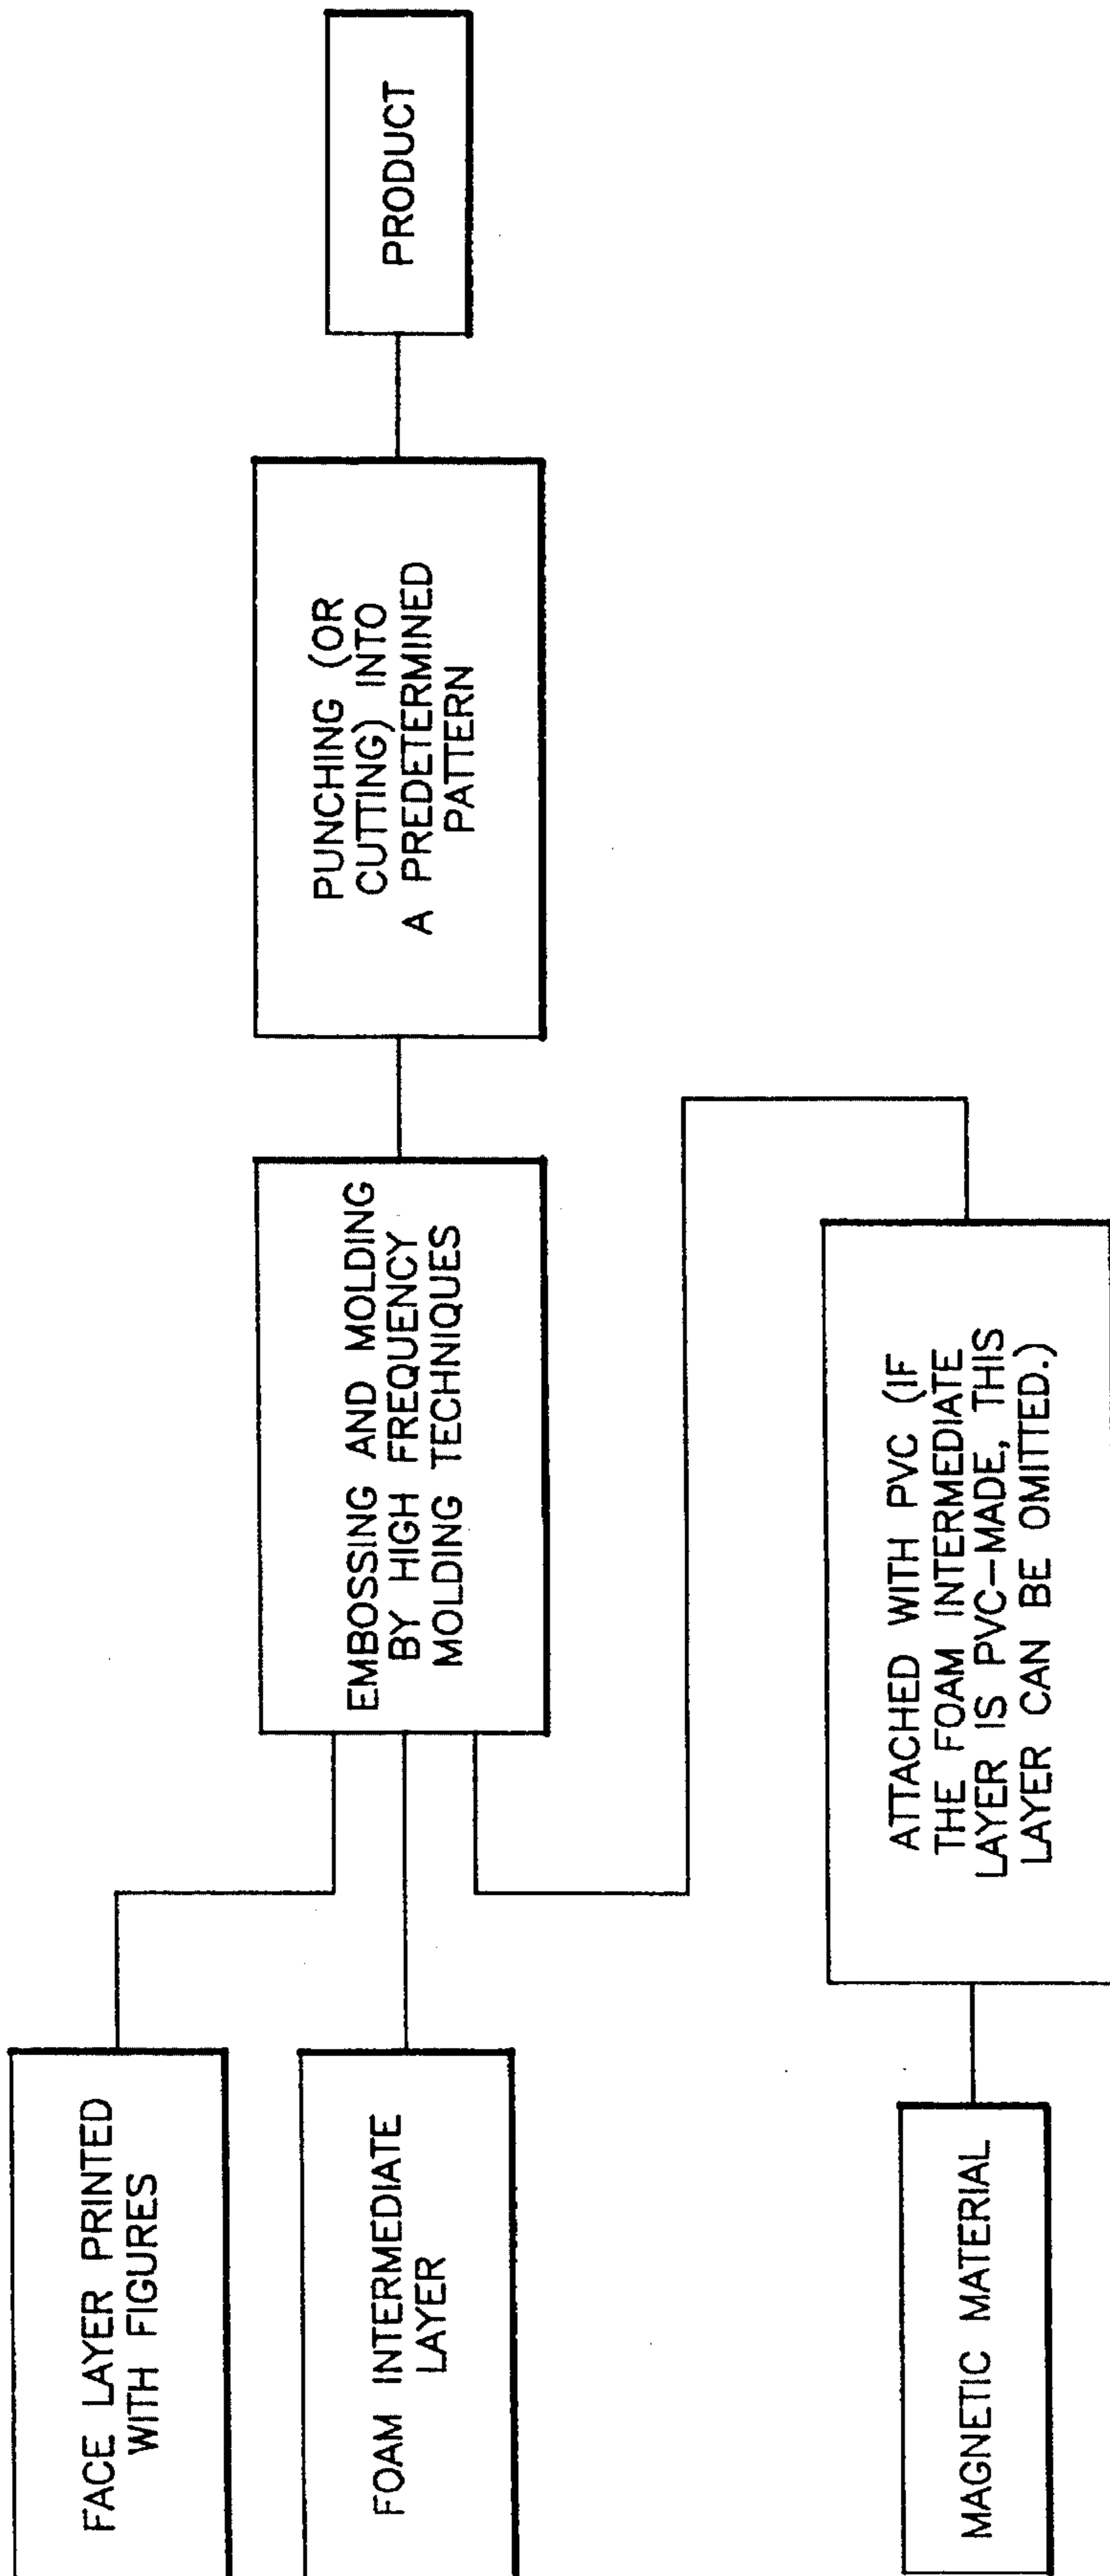 FACE LAYER PRINTED
WITH FIGURES
FOAM INTERMEDIATE
LAYER
MAGNETIC MATERIAL
ATTACHED WITH PVC (IF
THE FOAM INTERMEDIATE
LAYER IS PVC-MADE, THIS
LAYER CAN BE OMITTED.)
EMBOSSING AND MOLDING
BY HIGH FREQUENCY
MOLDING TECHNIQUES
PUNCHING (OR
CUTTING) INTO
A PREDETERMINED
PATTERN
PRODUCT